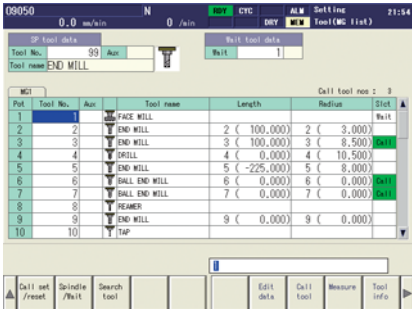 09050 N RDY CYC ALM Setting 21:54
0.0 mm/min 0 /min DRY MEM Tool(MG list)
SP tool data Wait tool data
Tool No. 99 Aux Wait 1
Tool name END MILL
MG1 Call tool nos : 3
Pot Tool No. Aux Tool name Length Radius Slct
1 1 FACE MILL Wait
2 2 END MILL 2 ( 100.000) 2 ( 3.000)
3 3 END MILL 3 ( 100.000) 3 ( 8.500) Call
4 4 DRILL 4 ( 0.000) 4 ( 10.500)
5 5 END MILL 5 ( -225.000) 5 ( 8.000)
6 6 BALL END MILL 6 ( 0.000) 6 ( 0.000) Call
7 7 BALL END MILL 7 ( 0.000) 7 ( 0.000) Call
8 8 REAMER
9 9 END MILL 9 ( 0.000) 9 ( 0.000)
10 10 TAP
1
Call set /reset Spindle /Wait Search tool Edit data Call tool Measure Tool info